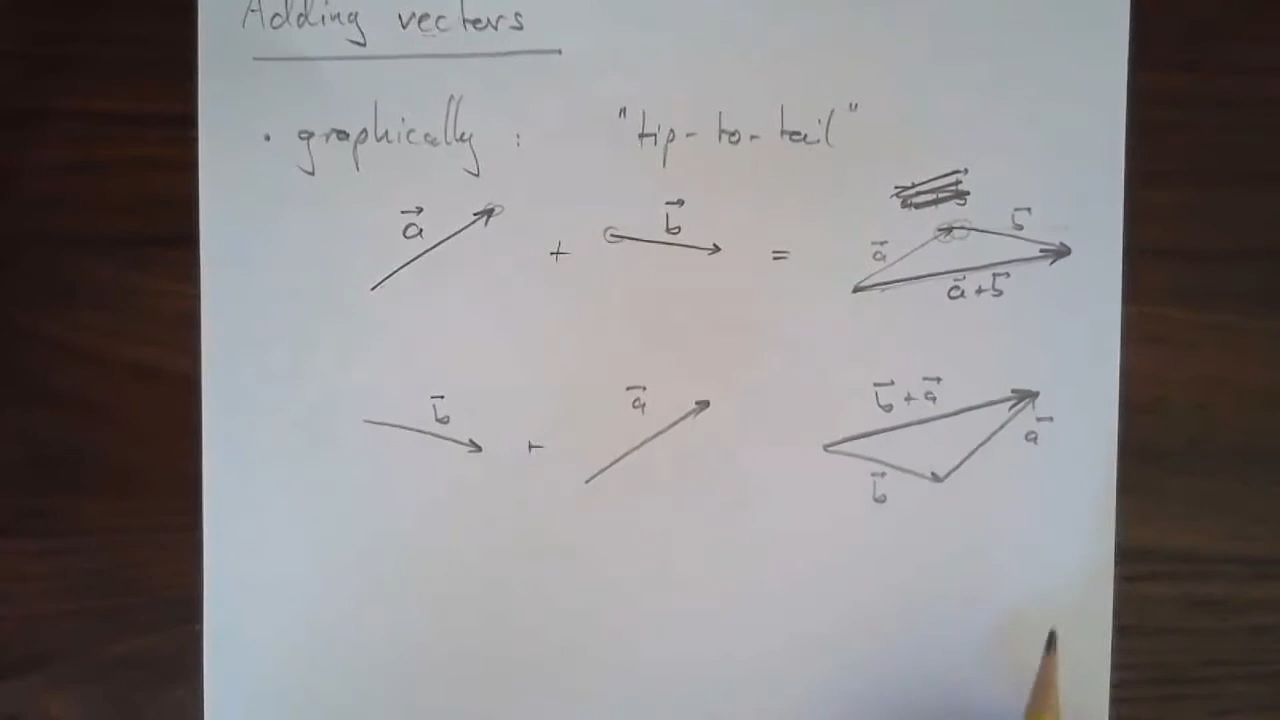 Adding vectors
• graphically : "tip-to-tail"
a⃗ + b⃗ = a⃗ b⃗ a⃗+b⃗
b⃗ + a⃗ b⃗+a⃗ b⃗ a⃗